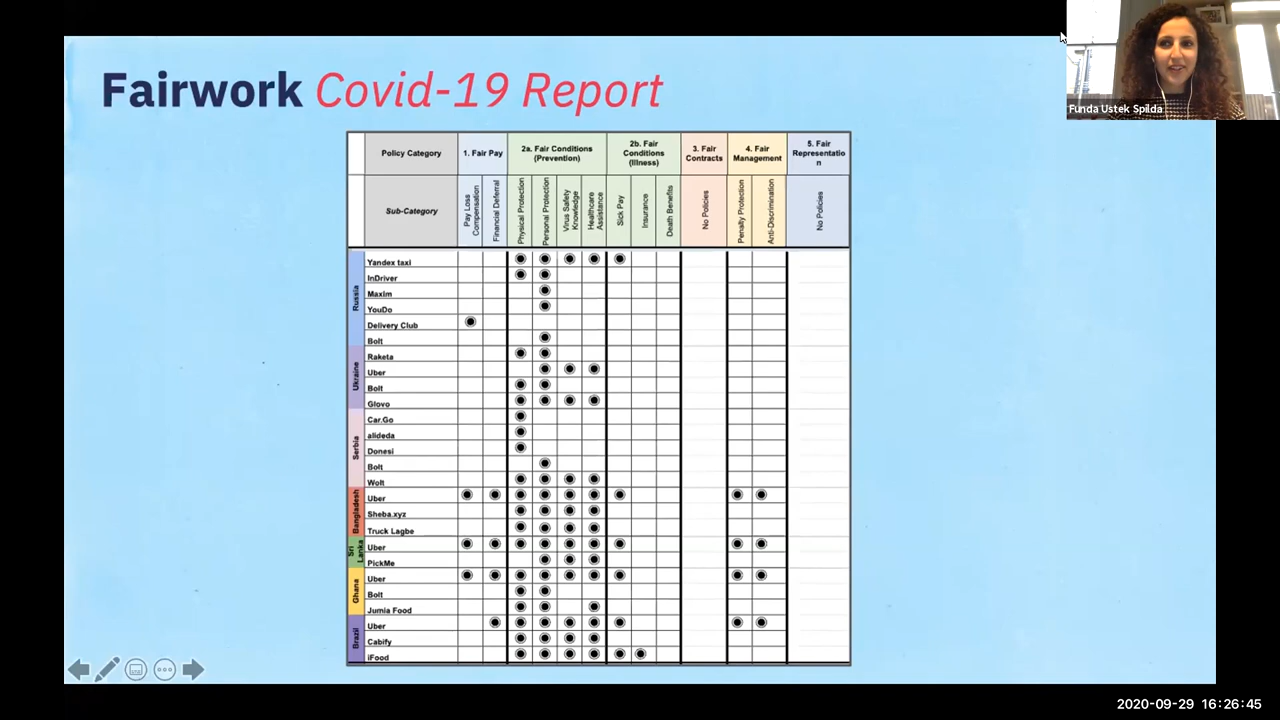 Fairwork Covid-19 Report
Funda Ustek Spilda
Policy Category
1. Fair Pay
2a. Fair Conditions
(Prevention)
2b. Fair
Conditions
(Illness)
3. Fair
Contracts
4. Fair
Management
5. Fair
Representatio
n
Sub-Category
Pay Loss
Compensation
Financial Deferral
Physical Protection
Personal Protection
Virus Safety
Knowledge
Healthcare
Assistance
Sick Pay
Insurance
Death Benefits
No Policies
Penalty Protection
Anti-Discrimination
No Policies
Russia
Yandex taxi
InDriver
Maxim
YouDo
Delivery Club
Bolt
Ukraine
Raketa
Uber
Bolt
Glovo
Serbia
Car.Go
alideda
Donesi
Bolt
Wolt
Bangladesh
Uber
Sheba.xyz
Truck Lagbe
Sri
Lanka
Uber
PickMe
Ghana
Uber
Bolt
Jumia Food
Brazil
Uber
Cabify
iFood
2020-09-29 16:26:45